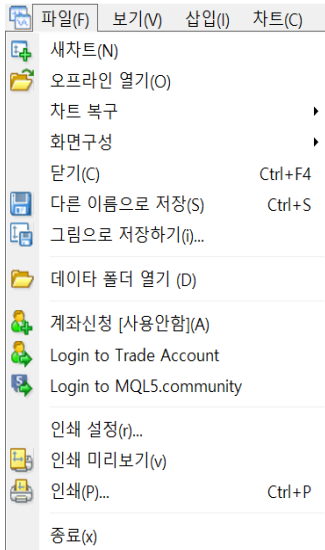 파일(F) 보기(V) 삽입(I) 차트(C)
새차트(N)
오프라인 열기(O)
차트 복구
화면구성
닫기(C) Ctrl+F4
다른 이름으로 저장(S) Ctrl+S
그림으로 저장하기(i)...
데이타 폴더 열기 (D)
계좌신청 [사용안함](A)
Login to Trade Account
Login to MQL5.community
인쇄 설정(r)...
인쇄 미리보기(v)
인쇄(P)... Ctrl+P
종료(x)